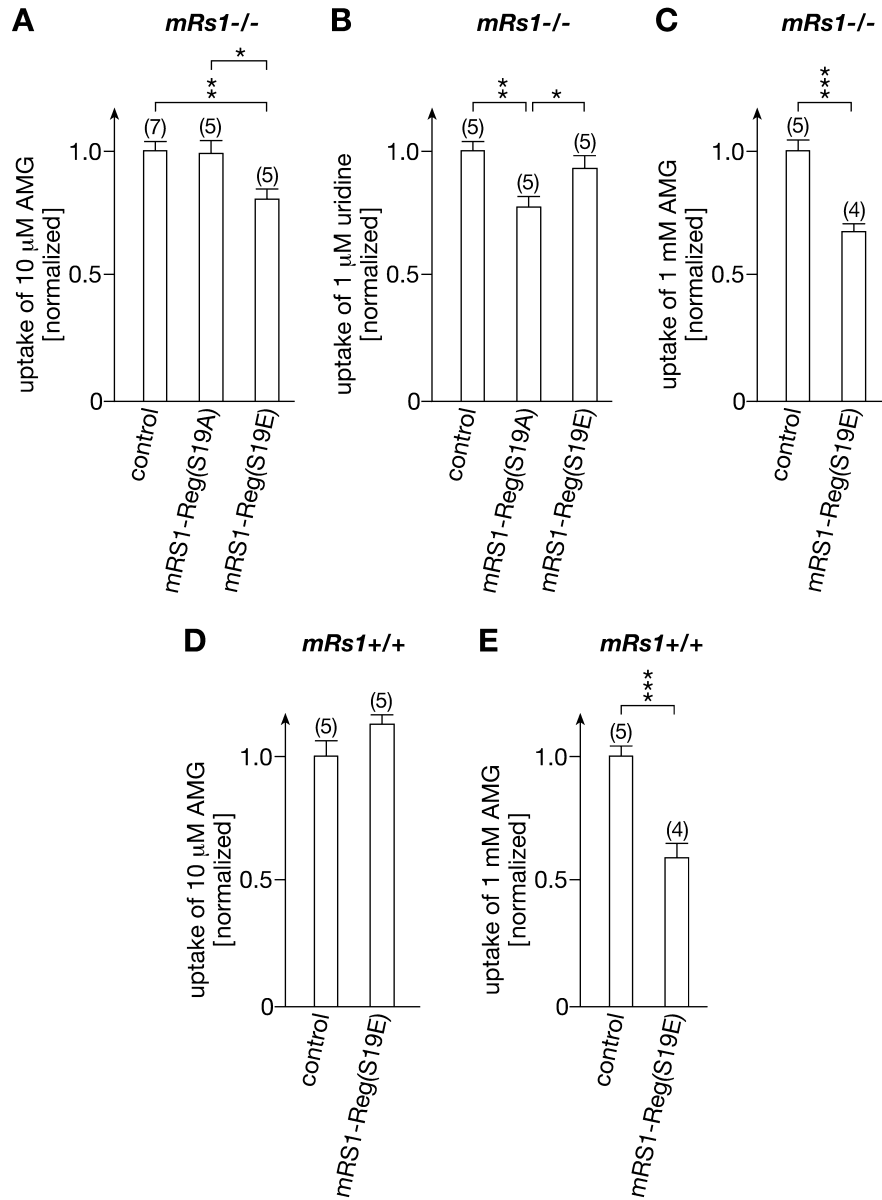 A
mRs1-/-
*
*
*
(7)
(5)
(5)
1.0
0.5
0
uptake of 10 μM AMG
[normalized]
control
mRS1-Reg(S19A)
mRS1-Reg(S19E)
B
mRs1-/-
*
*
*
(5)
(5)
(5)
1.0
0.5
0
uptake of 1 μM uridine
[normalized]
control
mRS1-Reg(S19A)
mRS1-Reg(S19E)
C
mRs1-/-
*
*
*
(5)
(4)
1.0
0.5
0
uptake of 1 mM AMG
[normalized]
control
mRS1-Reg(S19E)
D
mRs1+/+
(5)
(5)
1.0
0.5
0
uptake of 10 μM AMG
[normalized]
control
mRS1-Reg(S19E)
E
mRs1+/+
*
*
*
(5)
(4)
1.0
0.5
0
uptake of 1 mM AMG
[normalized]
control
mRS1-Reg(S19E)